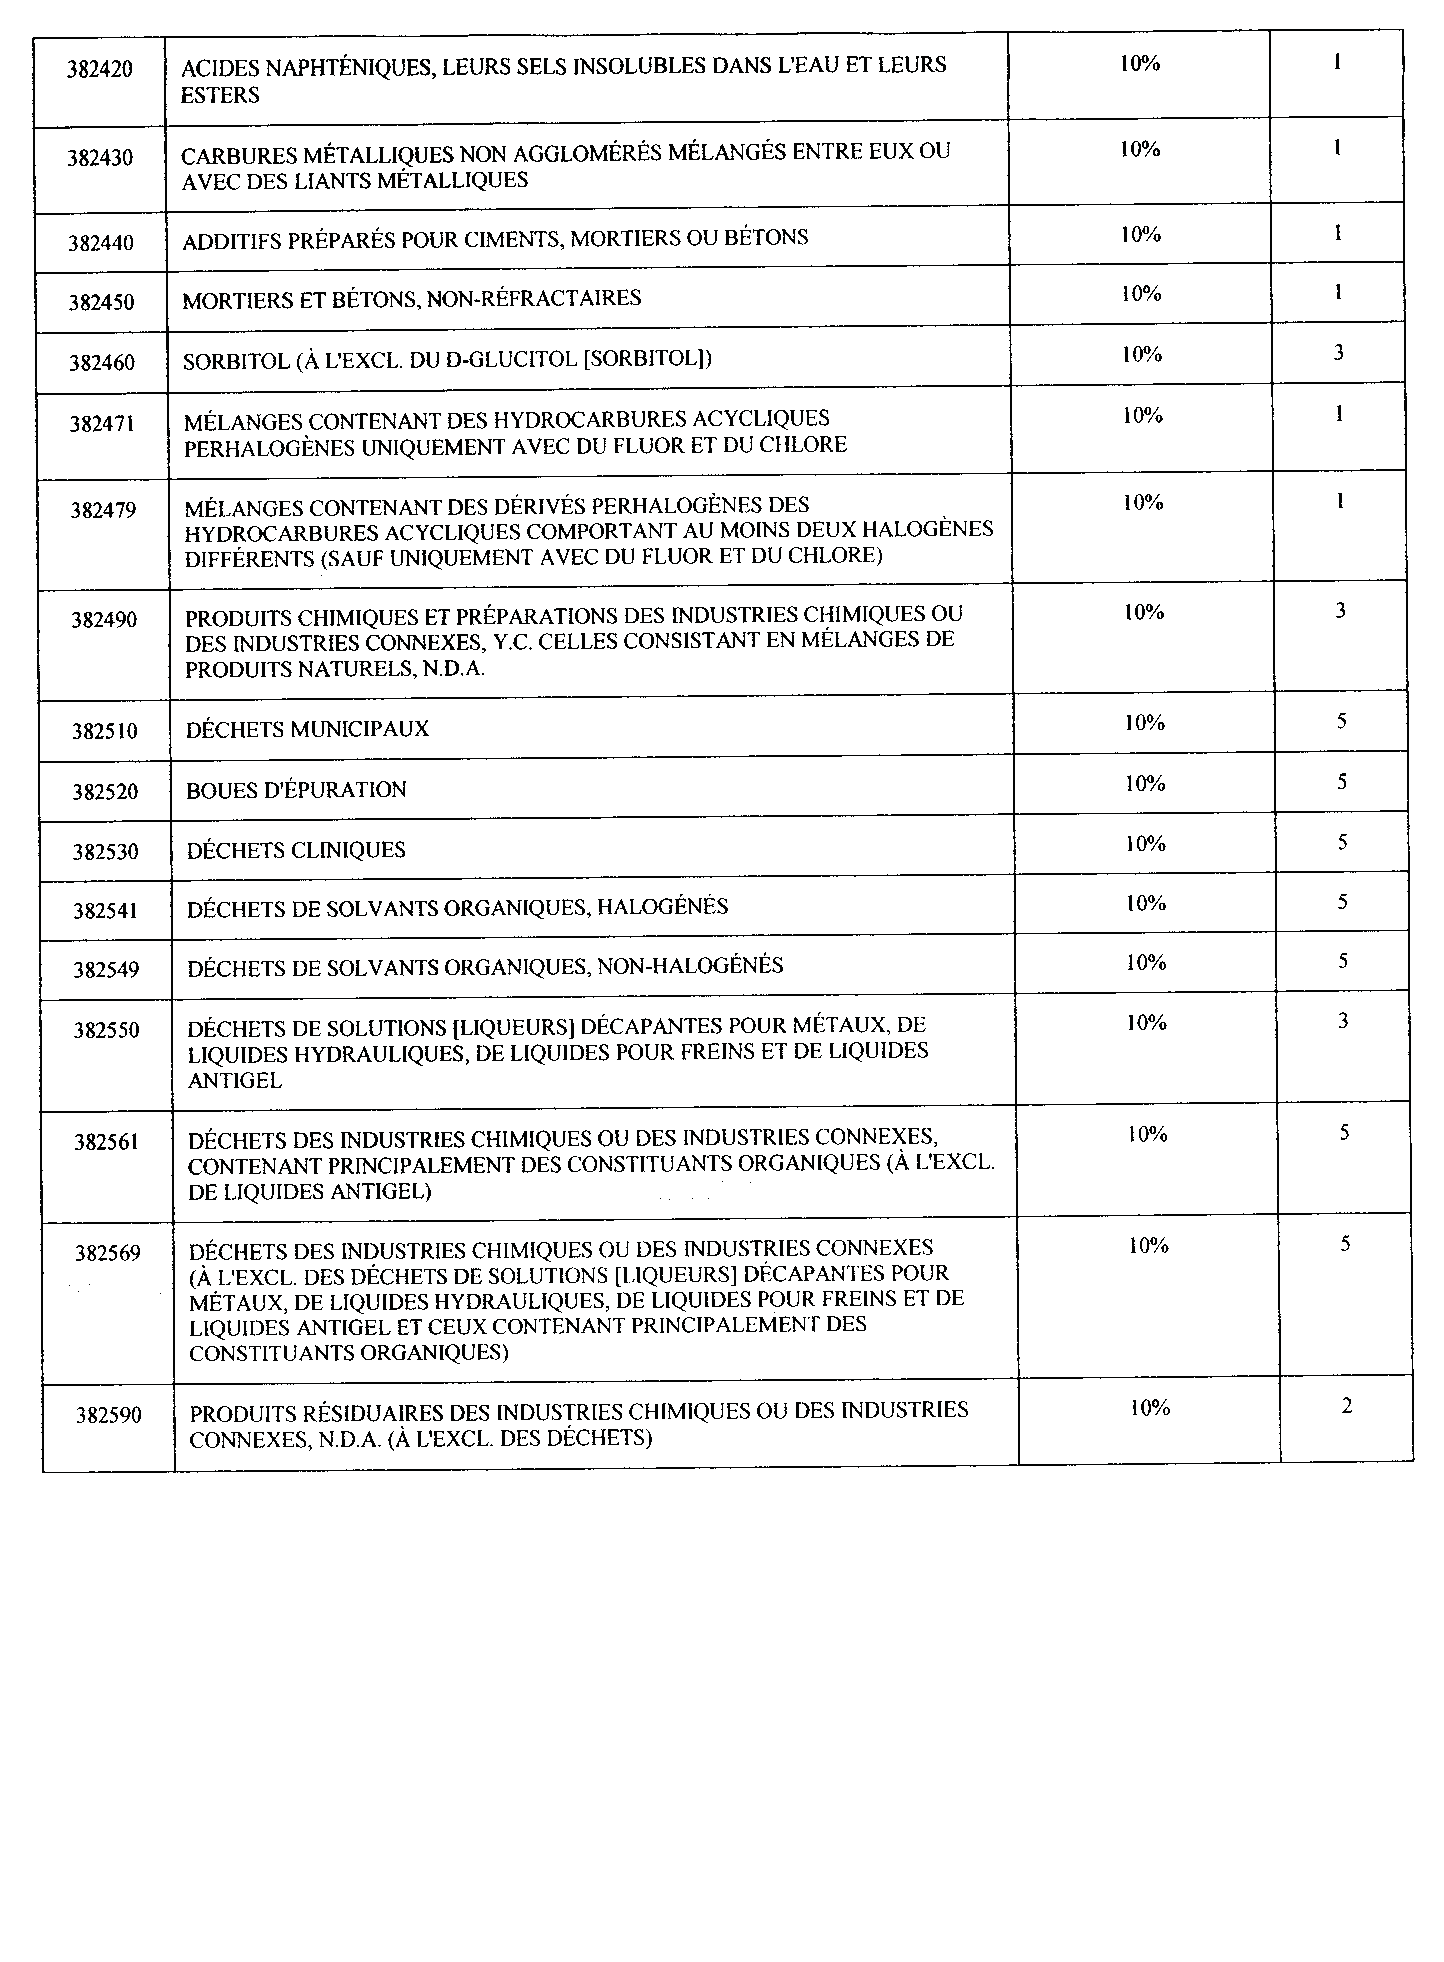 382420 ACIDES NAPHTÉNIQUES, LEURS SELS INSOLUBLES DANS L'EAU ET LEURS 10% 1
ESTERS
382430 CARBURES MÉTALLIQUES NON AGGLOMÉRÉS MÉLANGÉS ENTRE EUX OU 10% 1
AVEC DES LIANTS MÉTALLIQUES
382440 ADDITIFS PRÉPARÉS POUR CIMENTS, MORTIERS OU BÉTONS 10% 1
382450 MORTIERS ET BÉTONS, NON-RÉFRACTAIRES 10% 1
382460 SORBITOL (À L'EXCL. DU D-GLUCITOL [SORBITOL]) 10% 3
382471 MÉLANGES CONTENANT DES HYDROCARBURES ACYCLIQUES 10% 1
PERHALOGÈNES UNIQUEMENT AVEC DU FLUOR ET DU CHLORE
382479 MÉLANGES CONTENANT DES DÉRIVÉS PERHALOGÈNES DES 10% 1
HYDROCARBURES ACYCLIQUES COMPORTANT AU MOINS DEUX HALOGÈNES
DIFFÉRENTS (SAUF UNIQUEMENT AVEC DU FLUOR ET DU CHLORE)
382490 PRODUITS CHIMIQUES ET PRÉPARATIONS DES INDUSTRIES CHIMIQUES OU 10% 3
DES INDUSTRIES CONNEXES, Y.C. CELLES CONSISTANT EN MÉLANGES DE
PRODUITS NATURELS, N.D.A.
382510 DÉCHETS MUNICIPAUX 10% 5
382520 BOUES D'ÉPURATION 10% 5
382530 DÉCHETS CLINIQUES 10% 5
382541 DÉCHETS DE SOLVANTS ORGANIQUES, HALOGÉNÉS 10% 5
382549 DÉCHETS DE SOLVANTS ORGANIQUES, NON-HALOGÉNÉS 10% 5
382550 DÉCHETS DE SOLUTIONS [LIQUEURS] DÉCAPANTES POUR MÉTAUX, DE 10% 3
LIQUIDES HYDRAULIQUES, DE LIQUIDES POUR FREINS ET DE LIQUIDES
ANTIGEL
382561 DÉCHETS DES INDUSTRIES CHIMIQUES OU DES INDUSTRIES CONNEXES, 10% 5
CONTENANT PRINCIPALEMENT DES CONSTITUANTS ORGANIQUES (À L'EXCL.
DE LIQUIDES ANTIGEL)
382569 DÉCHETS DES INDUSTRIES CHIMIQUES OU DES INDUSTRIES CONNEXES 10% 5
(À L'EXCL. DES DÉCHETS DE SOLUTIONS [LIQUEURS] DÉCAPANTES POUR
MÉTAUX, DE LIQUIDES HYDRAULIQUES, DE LIQUIDES POUR FREINS ET DE
LIQUIDES ANTIGEL ET CEUX CONTENANT PRINCIPALEMENT DES
CONSTITUANTS ORGANIQUES)
382590 PRODUITS RÉSIDUAIRES DES INDUSTRIES CHIMIQUES OU DES INDUSTRIES 10% 2
CONNEXES, N.D.A. (À L'EXCL. DES DÉCHETS)